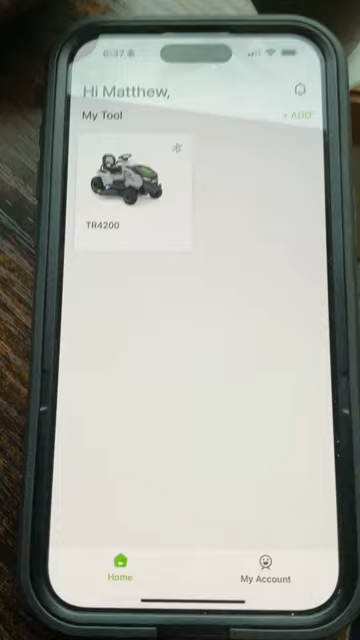 6:37
Hi Matthew,
My Tool
+ ADD
TR4200
Home
My Account